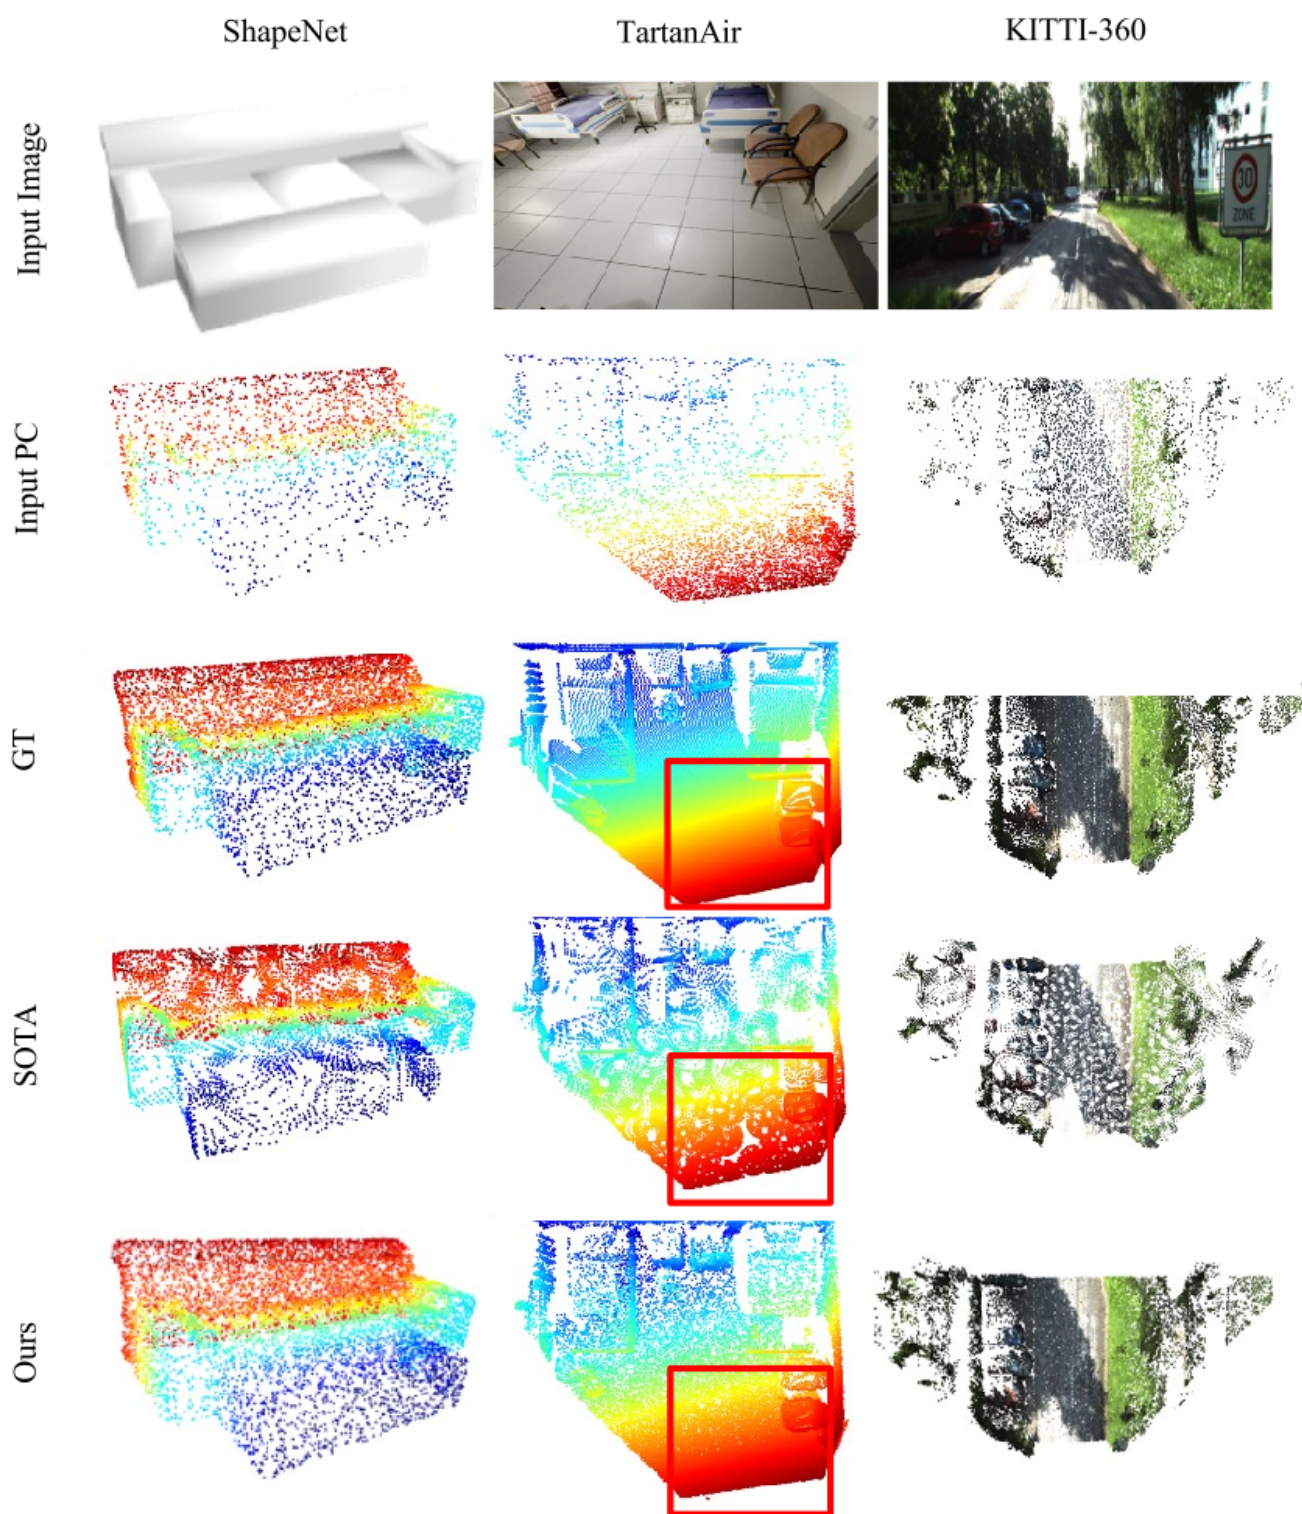 ShapeNet TartanAir KITTI-360
Input Image
30
ZONE
Input PC
GT
SOTA
Ours